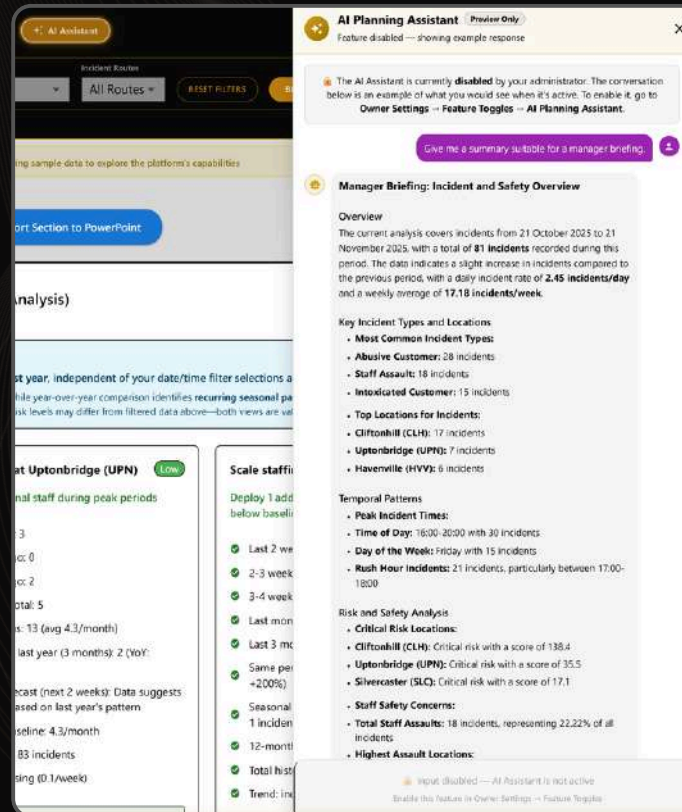 AI Assistant
Incident Routes
All Routes
RESET FILTERS
ing sample data to explore the platform's capabilities
ort Section to PowerPoint
Analysis)
st year, independent of your date/time filter selections a
hile year-over-year comparison identifies recurring seasonal pa
isk levels may differ from filtered data above—both views are val
at Uptonbridge (UPN) Low
nal staff during peak periods
: 3
go: 0
go: 2
otal: 5
s: 13 (avg 4.3/month)
last year (3 months): 2 (YoY:
ecast (next 2 weeks): Data suggests
ased on last year's pattern
seline: 4.3/month
83 incidents
sing (0.1/week)
Scale staffi
Deploy 1 add
below baseli
Last 2 we
2-3 week
3-4 week
Last mon
Last 3 mo
Same per
+200%)
Seasonal
1 inciden
12-month
Total hist
Trend: inc
AI Planning Assistant Preview Only
Feature disabled — showing example response
The AI Assistant is currently disabled by your administrator. The conversation
below is an example of what you would see when it's active. To enable it, go to
Owner Settings → Feature Toggles → AI Planning Assistant.
Give me a summary suitable for a manager briefing.
Manager Briefing: Incident and Safety Overview
Overview
The current analysis covers incidents from 21 October 2025 to 21
November 2025, with a total of 81 incidents recorded during this
period. The data indicates a slight increase in incidents compared to
the previous period, with a daily incident rate of 2.45 incidents/day
and a weekly average of 17.18 incidents/week.
Key Incident Types and Locations
• Most Common Incident Types:
• Abusive Customer: 28 incidents
• Staff Assault: 18 incidents
• Intoxicated Customer: 15 incidents
• Top Locations for Incidents:
• Cliftonhill (CLH): 17 incidents
• Uptonbridge (UPN): 7 incidents
• Havenville (HVV): 6 incidents
Temporal Patterns
• Peak Incident Times:
• Time of Day: 16:00-20:00 with 30 incidents
• Day of the Week: Friday with 15 incidents
• Rush Hour Incidents: 21 incidents, particularly between 17:00-
18:00
Risk and Safety Analysis
• Critical Risk Locations:
• Cliftonhill (CLH): Critical risk with a score of 138.4
• Uptonbridge (UPN): Critical risk with a score of 35.5
• Silvercaster (SLC): Critical risk with a score of 17.1
• Staff Safety Concerns:
• Total Staff Assaults: 18 incidents, representing 22.22% of all
incidents
• Highest Assault Locations:
Input disabled — AI Assistant is not active
Enable this feature in Owner Settings → Feature Toggles